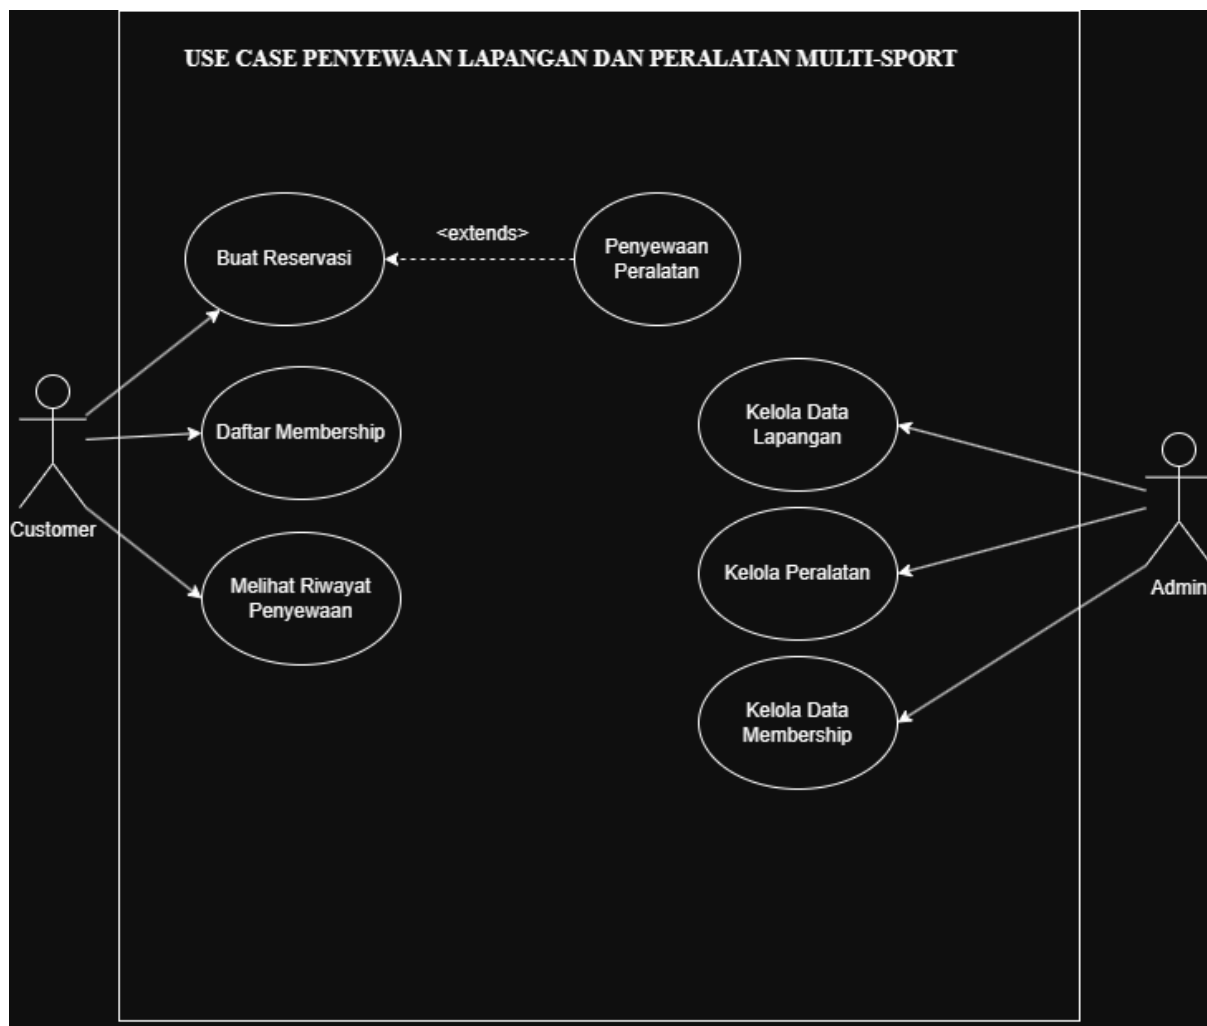 USE CASE PENYEWAAN LAPANGAN DAN PERALATAN MULTI-SPORT
Buat Reservasi
<extends>
Penyewaan
Peralatan
Daftar Membership
Customer
Melihat Riwayat
Penyewaan
Kelola Data
Lapangan
Kelola Peralatan
Admin
Kelola Data
Membership